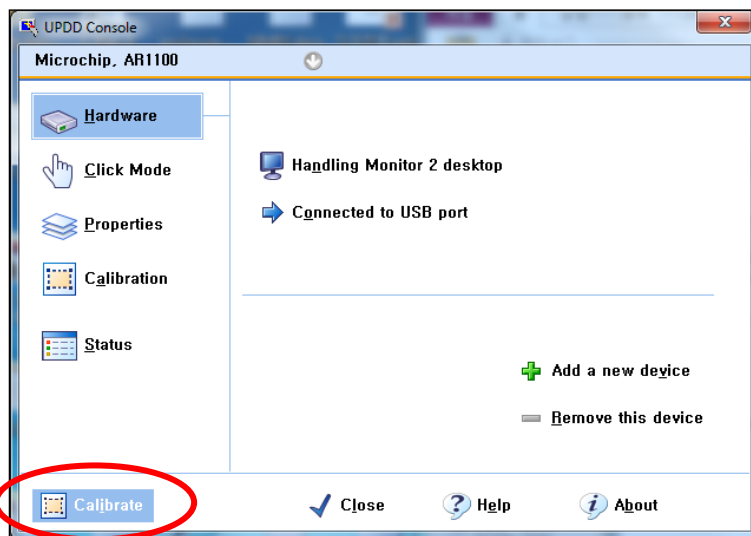 UPDD Console
Microchip, AR1100
Hardware
Click Mode
Properties
Calibration
Status
Handling Monitor 2 desktop
Connected to USB port
Add a new device
Remove this device
Calibrate
Close
Help
About